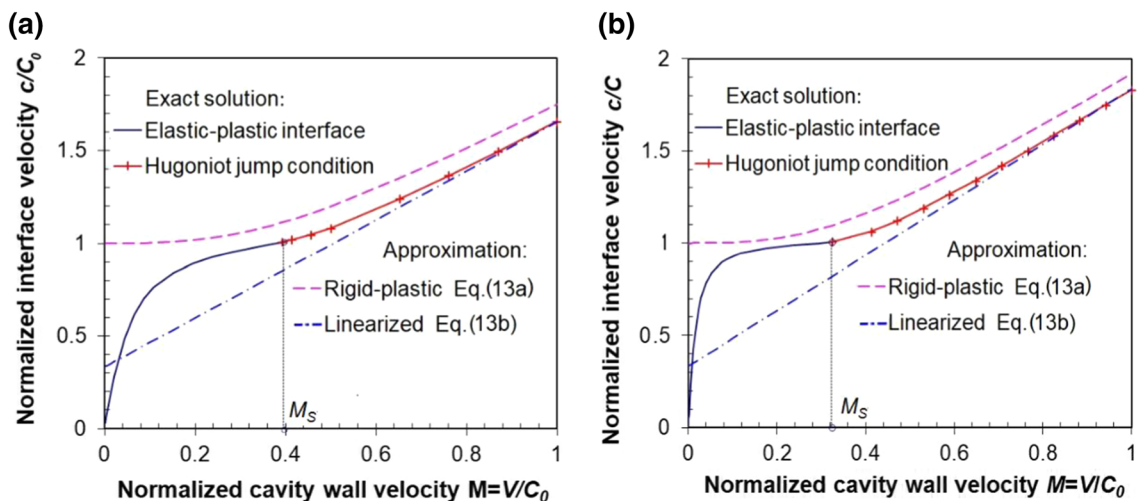 (a)
Normalized interface velocity c/C₀
2
1.5
1
0.5
0
Exact solution:
Elastic-plastic interface
Hugoniot jump condition
Approximation:
Rigid-plastic Eq.(13a)
Linearized Eq.(13b)
M_S
0 0.2 0.4 0.6 0.8 1
Normalized cavity wall velocity M=V/C₀
(b)
Normalized interface velocity c/C
2
1.5
1
0.5
0
Exact solution:
Elastic-plastic interface
Hugoniot jump condition
Approximation:
Rigid-plastic Eq.(13a)
Linearized Eq.(13b)
M_S
0 0.2 0.4 0.6 0.8 1
Normalized cavity wall velocity M=V/C₀